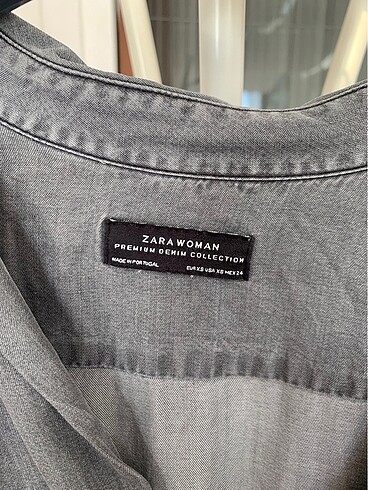 ZARA WOMAN
PREMIUM DENIM COLLECTION
MADE IN PORTUGAL
EUR XS USA XS MEX 24